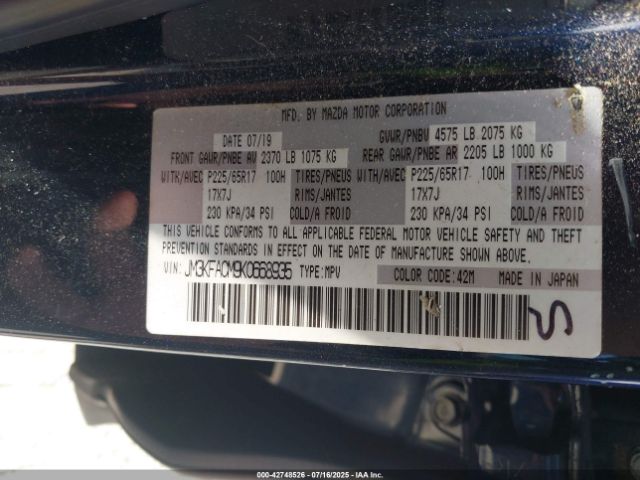 MFD. BY MAZDA MOTOR CORPORATION
DATE 07/19 GVWR/PNBV 4575 LB 2075 KG
FRONT GAWR/PNBE AV 2370 LB 1075 KG REAR GAWR/PNBE AR 2205 LB 1000 KG
WITH/AVEC P225/65R17 100H TIRES/PNEUS WITH/AVEC P225/65R17 100H TIRES/PNEUS
17X7J RIMS/JANTES 17X7J RIMS/JANTES
230 KPA/34 PSI COLD/A FROID 230 KPA/34 PSI COLD/A FROID
THIS VEHICLE CONFORMS TO ALL APPLICABLE FEDERAL MOTOR VEHICLE SAFETY AND THEFT
PREVENTION STANDARDS IN EFFECT ON THE DATE OF MANUFACTURE SHOWN ABOVE.
VIN: JM3KFACM9K0668935 TYPE:MPV COLOR CODE:42M MADE IN JAPAN
S
000-42748526 - 07/16/2025 - IAA Inc.